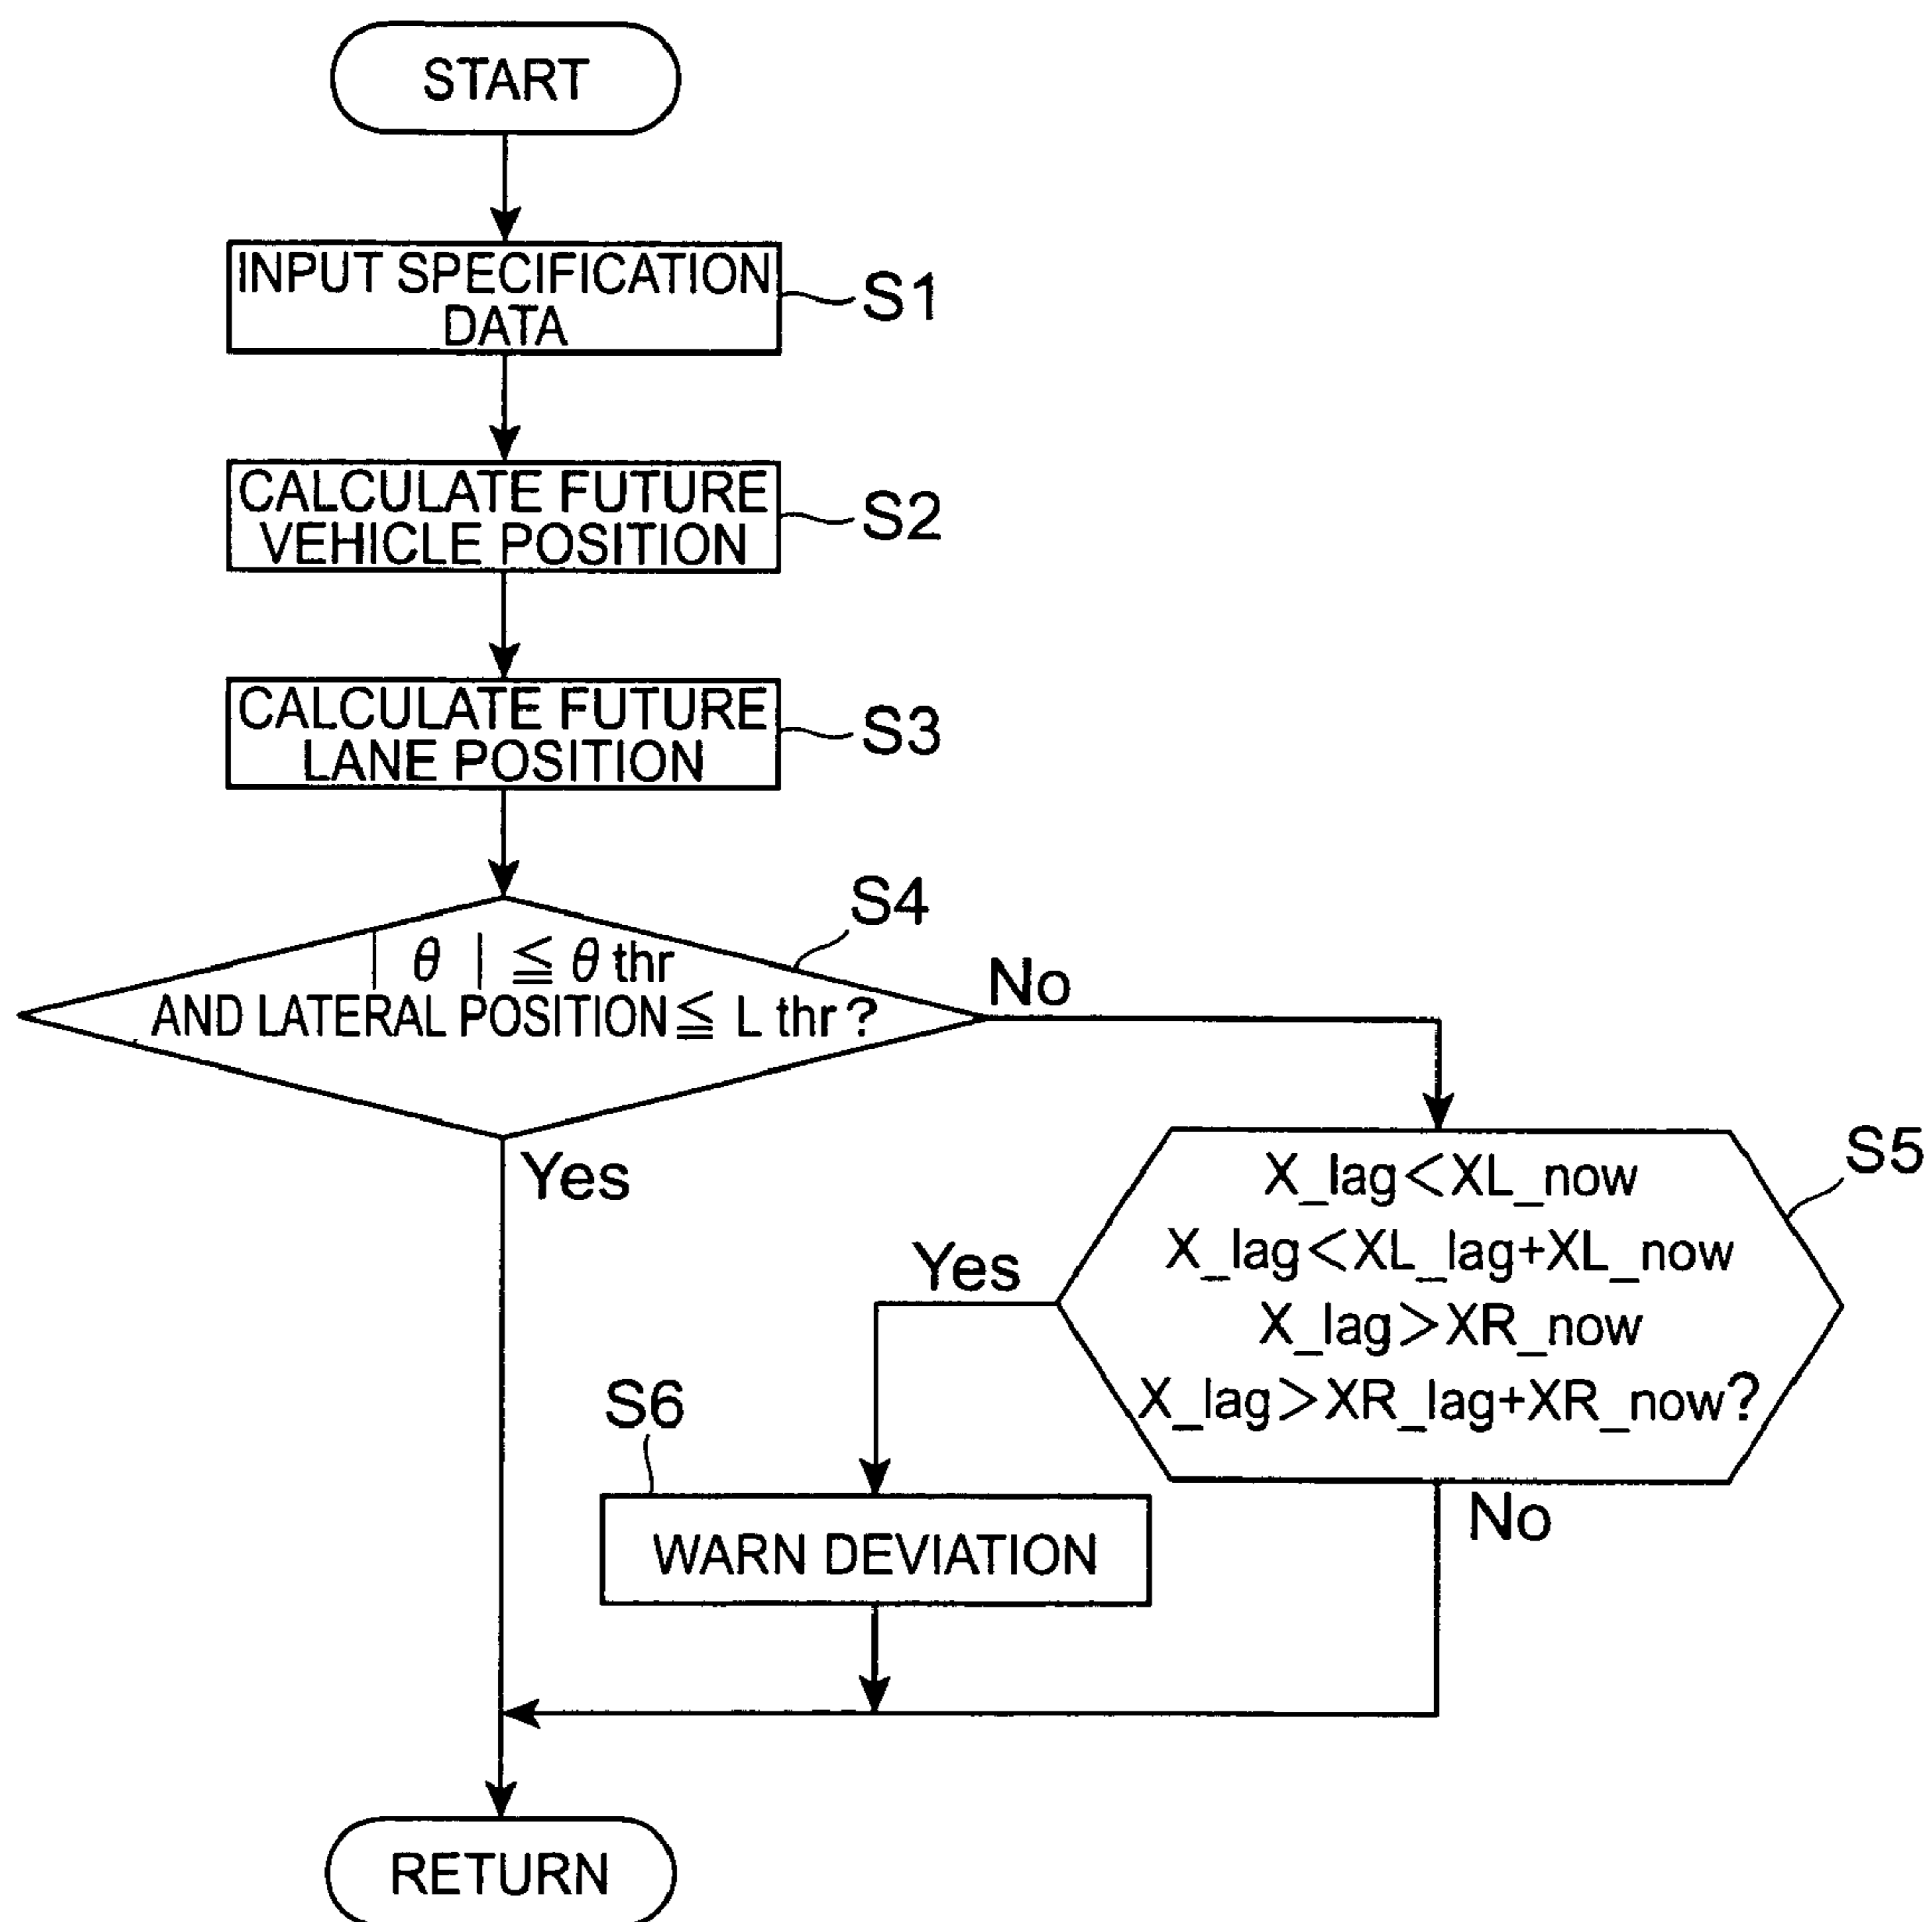 START
INPUT SPECIFICATION
DATA
S1
CALCULATE FUTURE
VEHICLE POSITION
S2
CALCULATE FUTURE
LANE POSITION
S3
S4
| θ | ≦ θ thr
AND LATERAL POSITION ≦ L thr ?
No
Yes
S5
X_lag<XL_now
X_lag<XL_lag+XL_now
X_lag>XR_now
X_lag>XR_lag+XR_now?
Yes
No
S6
WARN DEVIATION
RETURN